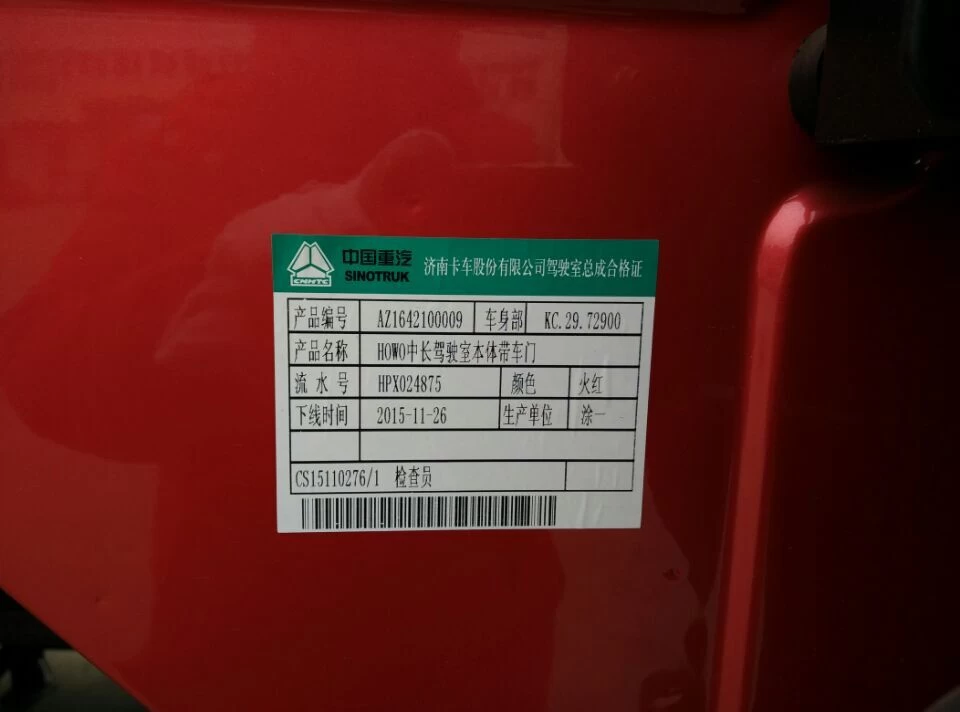 中国重汽
SINOTRUK
CNHTC
济南卡车股份有限公司驾驶室总成合格证
产品编号 AZ1642100009 车身部 KC.29.72900
产品名称 HOWO中长驾驶室本体带车门
流水号 HPX024875 颜色 火红
下线时间 2015-11-26 生产单位 涂一
CS15110276/1 检查员